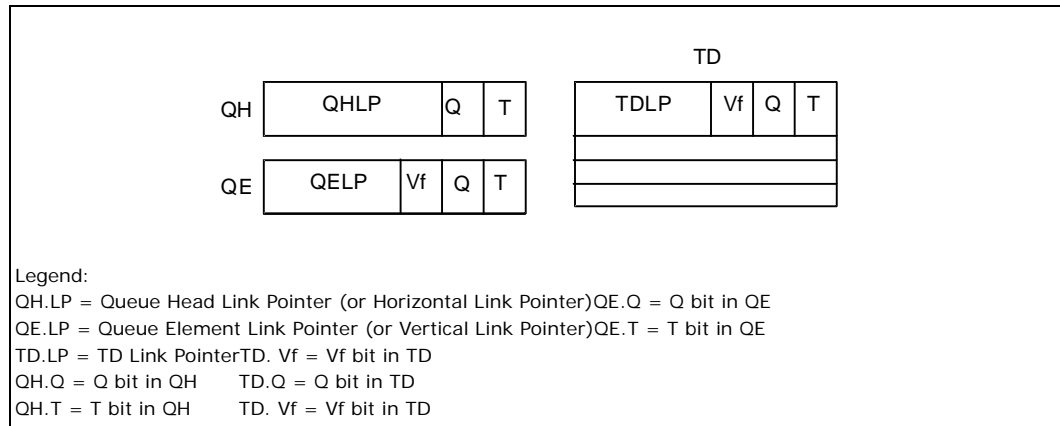 TD
QH QHLP Q T TDLP Vf Q T
QE QELP Vf Q T
Legend:
QH.LP = Queue Head Link Pointer (or Horizontal Link Pointer)QE.Q = Q bit in QE
QE.LP = Queue Element Link Pointer (or Vertical Link Pointer)QE.T = T bit in QE
TD.LP = TD Link PointerTD. Vf = Vf bit in TD
QH.Q = Q bit in QH TD.Q = Q bit in TD
QH.T = T bit in QH TD. Vf = Vf bit in TD